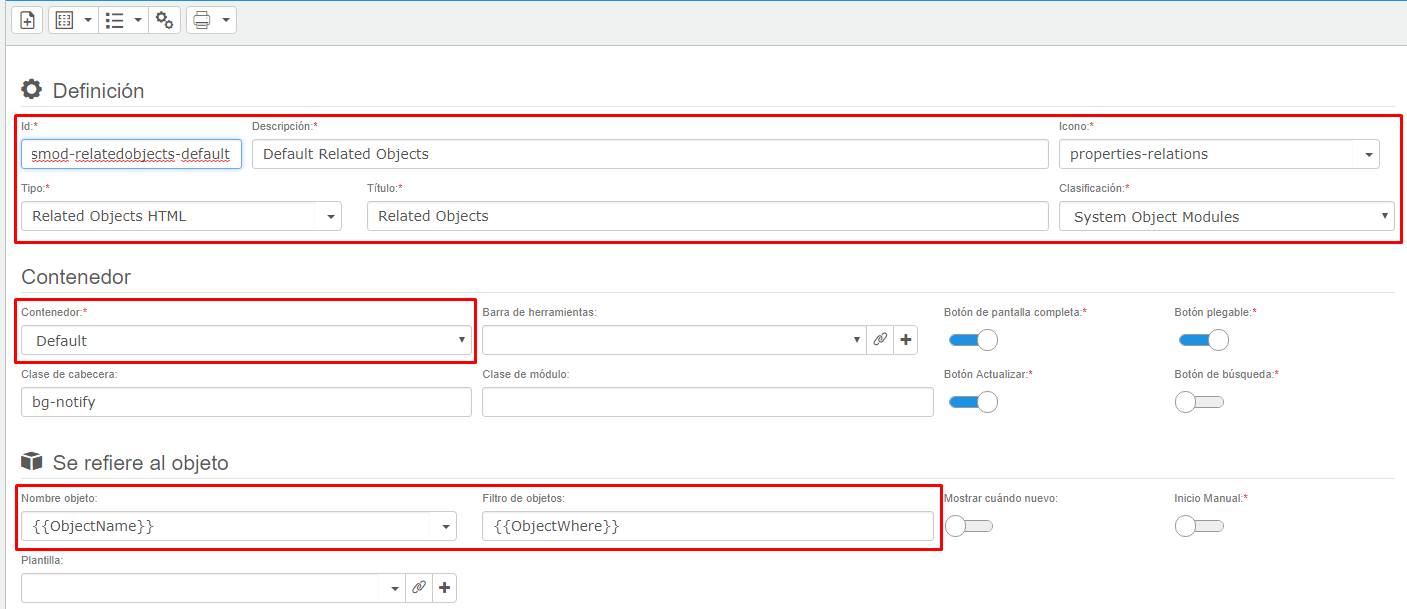 Definición
Id:* Descripción:* Icono:*
smod-relatedobjects-default Default Related Objects properties-relations
Tipo:* Título:* Clasificación:*
Related Objects HTML Related Objects System Object Modules
Contenedor
Contenedor:* Barra de herramientas: Botón de pantalla completa:* Botón plegable:*
Default
Clase de cabecera: Clase de módulo: Botón Actualizar:* Botón de búsqueda:*
bg-notify
Se refiere al objeto
Nombre objeto: Filtro de objetos: Mostrar cuándo nuevo: Inicio Manual:*
{{ObjectName}} {{ObjectWhere}}
Plantilla: